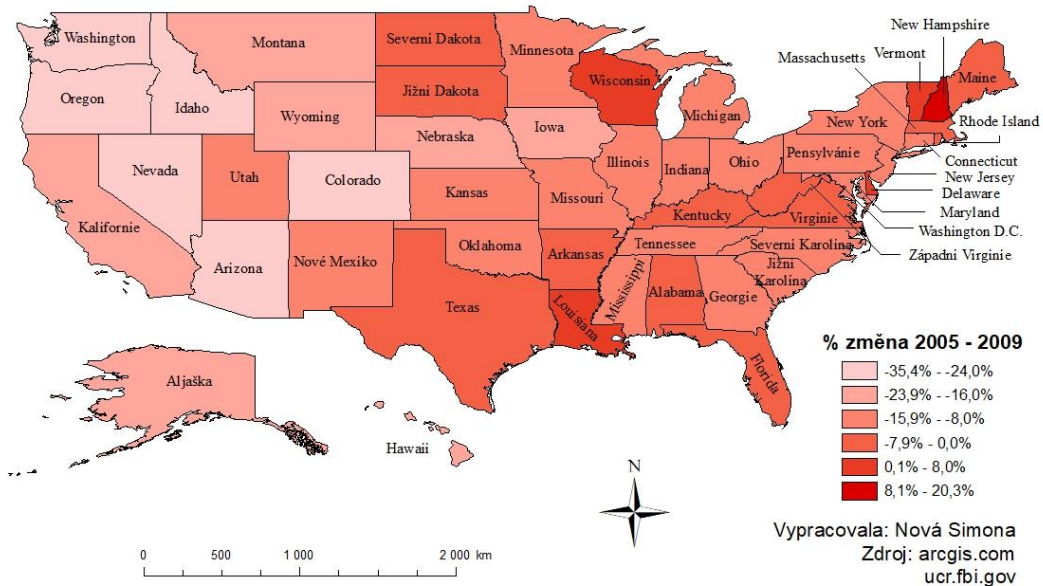 New Hampshire
Washington
Montana
Severni Dakota
Minnesota
Massachusetts
Vermont
Maine
Oregon
Idaho
Wisconsin
Jižní Dakota
Michigan
New York
Rhode Island
Wyoming
Iowa
Nebraska
Illinois
Indiana
Ohio
Pensylvánie
Connecticut
New Jersey
Delaware
Maryland
Washington D.C.
Západní Virginie
Nevada
Utah
Colorado
Kansas
Missouri
Kentucky
Virginie
Kalifornie
Arizona
Nové Mexiko
Oklahoma
Arkansas
Tennessee
Severní Karolína
Jižní
Karolína
Texas
Louisiana
Mississippi
Alabama
Georgie
Florida
Aljaška
Hawaii
% změna 2005 - 2009
-35,4% - -24,0%
-23,9% - -16,0%
-15,9% - -8,0%
-7,9% - 0,0%
0,1% - 8,0%
8,1% - 20,3%
N
0 500 1 000 2 000 km
Vypracovala: Nová Simona
Zdroj: arcgis.com
ucr.fbi.gov